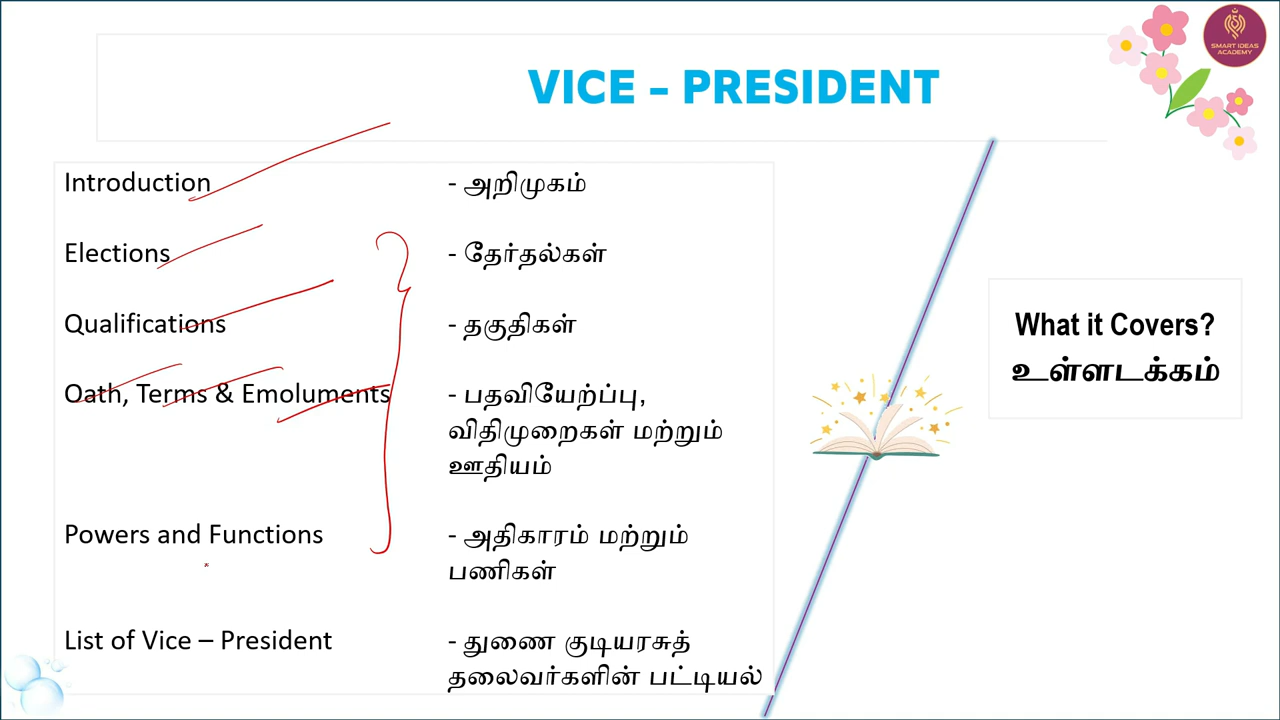 SMART IDEAS
ACADEMY
VICE – PRESIDENT
Introduction - அறிமுகம்
Elections - தேர்தல்கள்
Qualifications - தகுதிகள்
Oath, Terms & Emoluments - பதவியேற்ப்பு,
விதிமுறைகள் மற்றும்
ஊதியம்
Powers and Functions - அதிகாரம் மற்றும்
பணிகள்
List of Vice – President - துணை குடியரசுத்
தலைவர்களின் பட்டியல்
What it Covers?
உள்ளடக்கம்